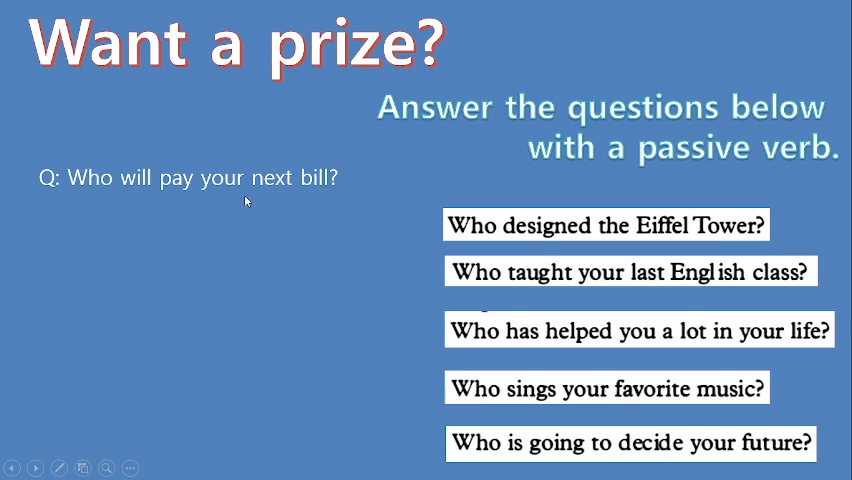 Want a prize?
Answer the questions below
with a passive verb.
Q: Who will pay your next bill?
Who designed the Eiffel Tower?
Who taught your last English class?
Who has helped you a lot in your life?
Who sings your favorite music?
Who is going to decide your future?